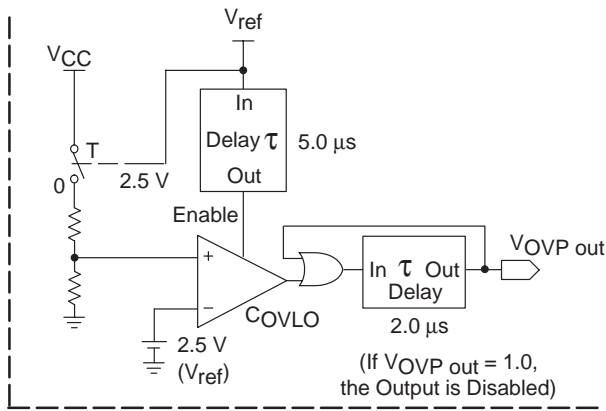 Vref
VCC
In
T
Delay τ
5.0 μs
2.5 V
0
Out
Enable
VOVP out
+
In τ Out
Delay
–
COVLO
2.0 μs
2.5 V
(Vref)
(If VOVP out = 1.0,
the Output is Disabled)